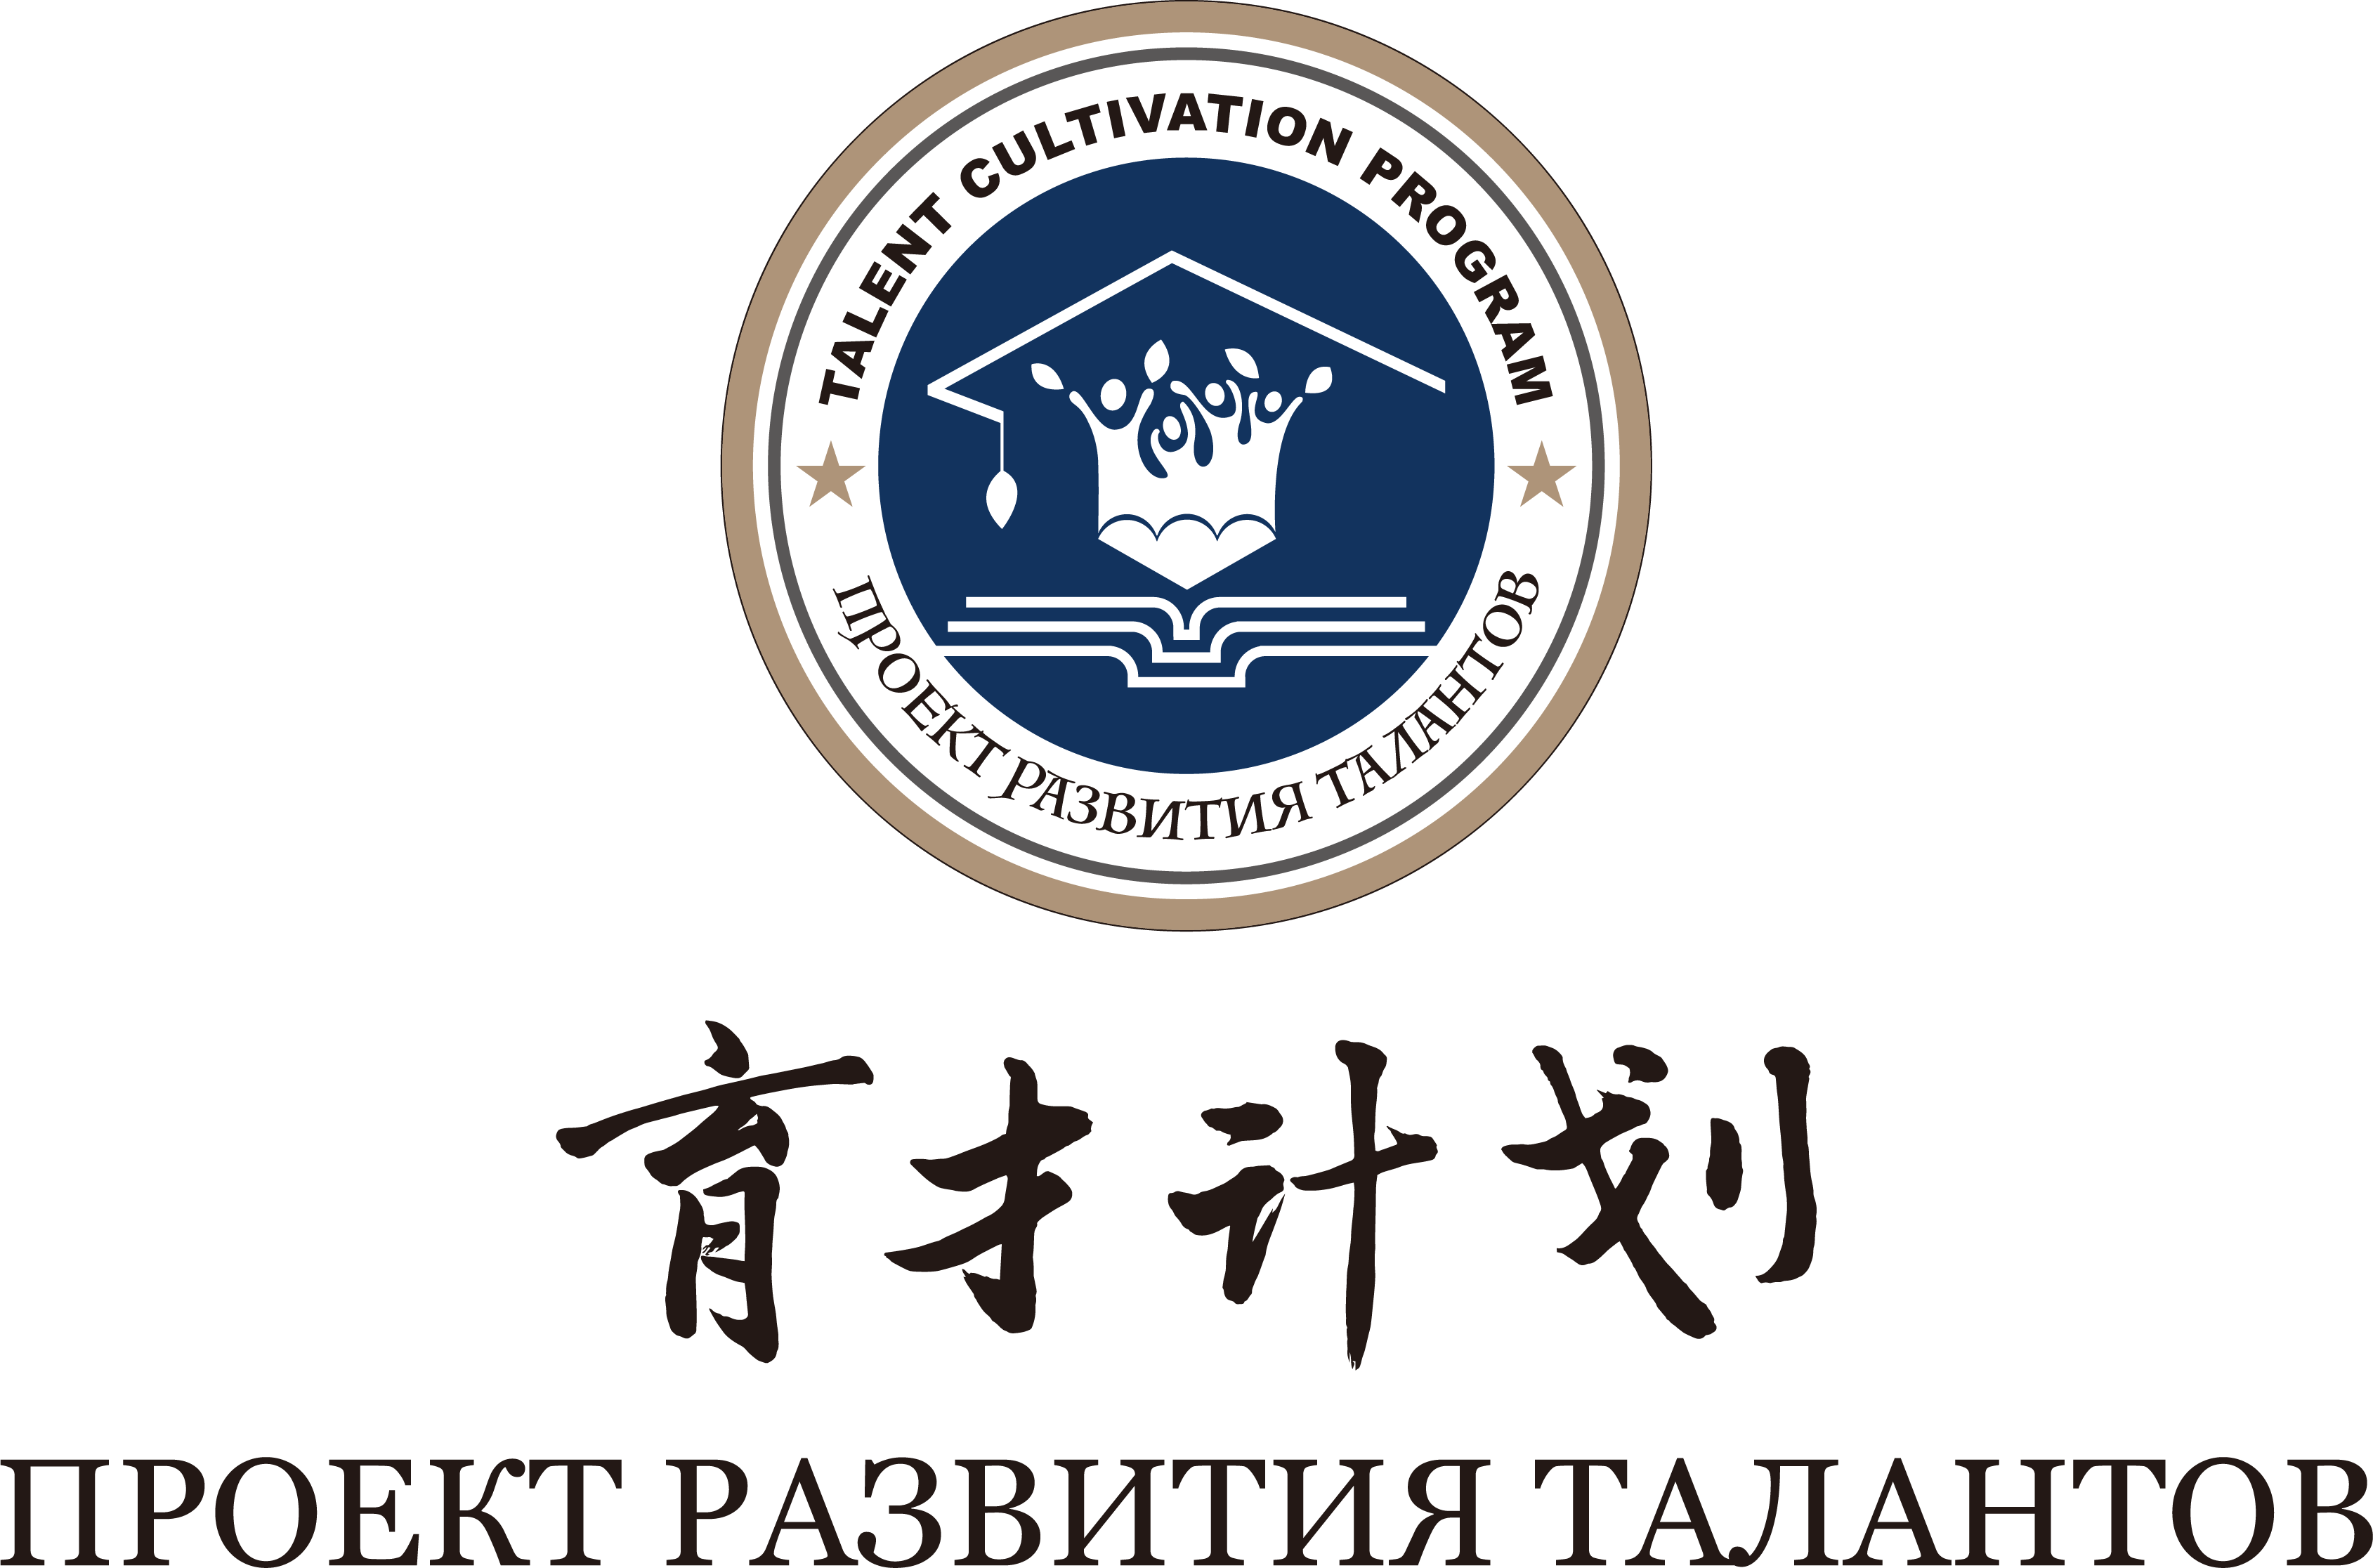 TALENT CULTIVATION PROGRAM
ПРОЕКТ РАЗВИТИЯ ТАЛАНТОВ
育才计划
ПРОЕКТ РАЗВИТИЯ ТАЛАНТОВ